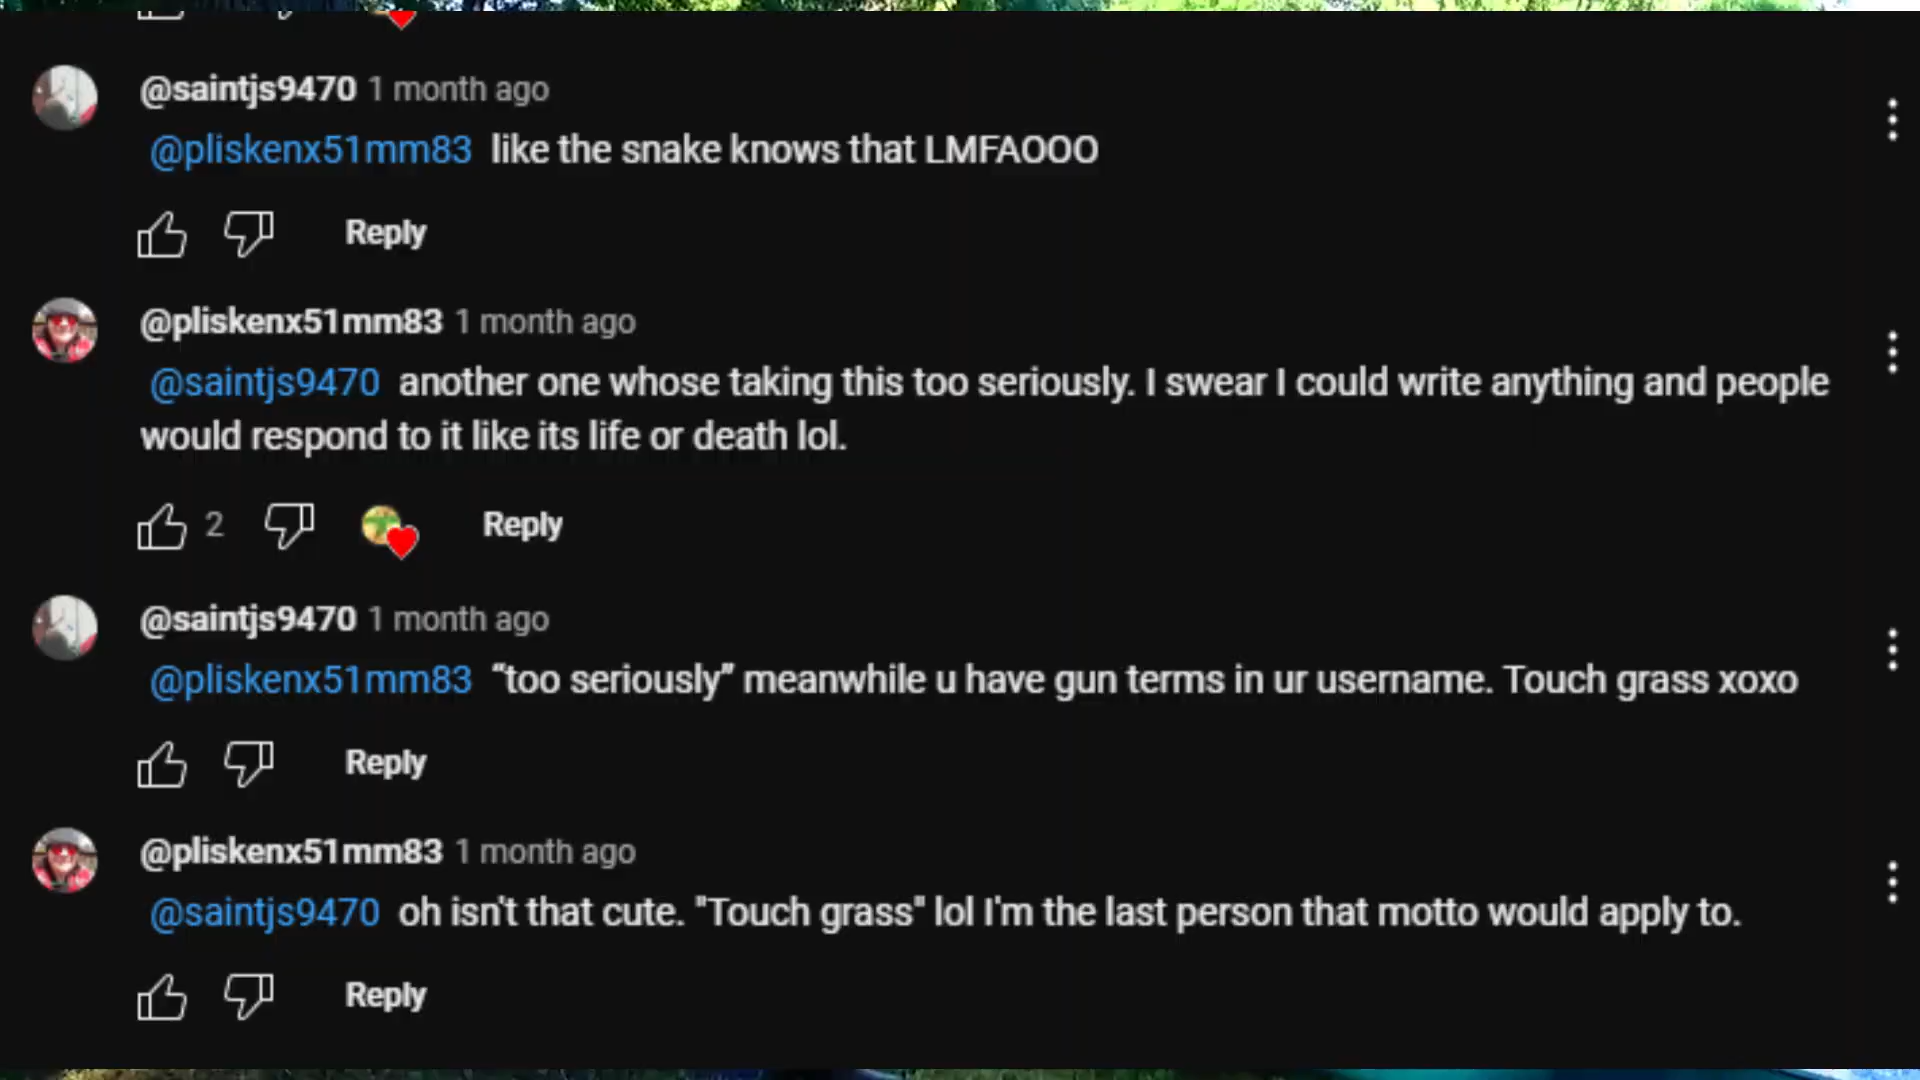 @saintjs9470 1 month ago
@pliskenx51mm83 like the snake knows that LMFAOOO
Reply
@pliskenx51mm83 1 month ago
@saintjs9470 another one whose taking this too seriously. I swear I could write anything and people
would respond to it like its life or death lol.
2 Reply
@saintjs9470 1 month ago
@pliskenx51mm83 “too seriously” meanwhile u have gun terms in ur username. Touch grass xoxo
Reply
@pliskenx51mm83 1 month ago
@saintjs9470 oh isn't that cute. "Touch grass" lol I'm the last person that motto would apply to.
Reply